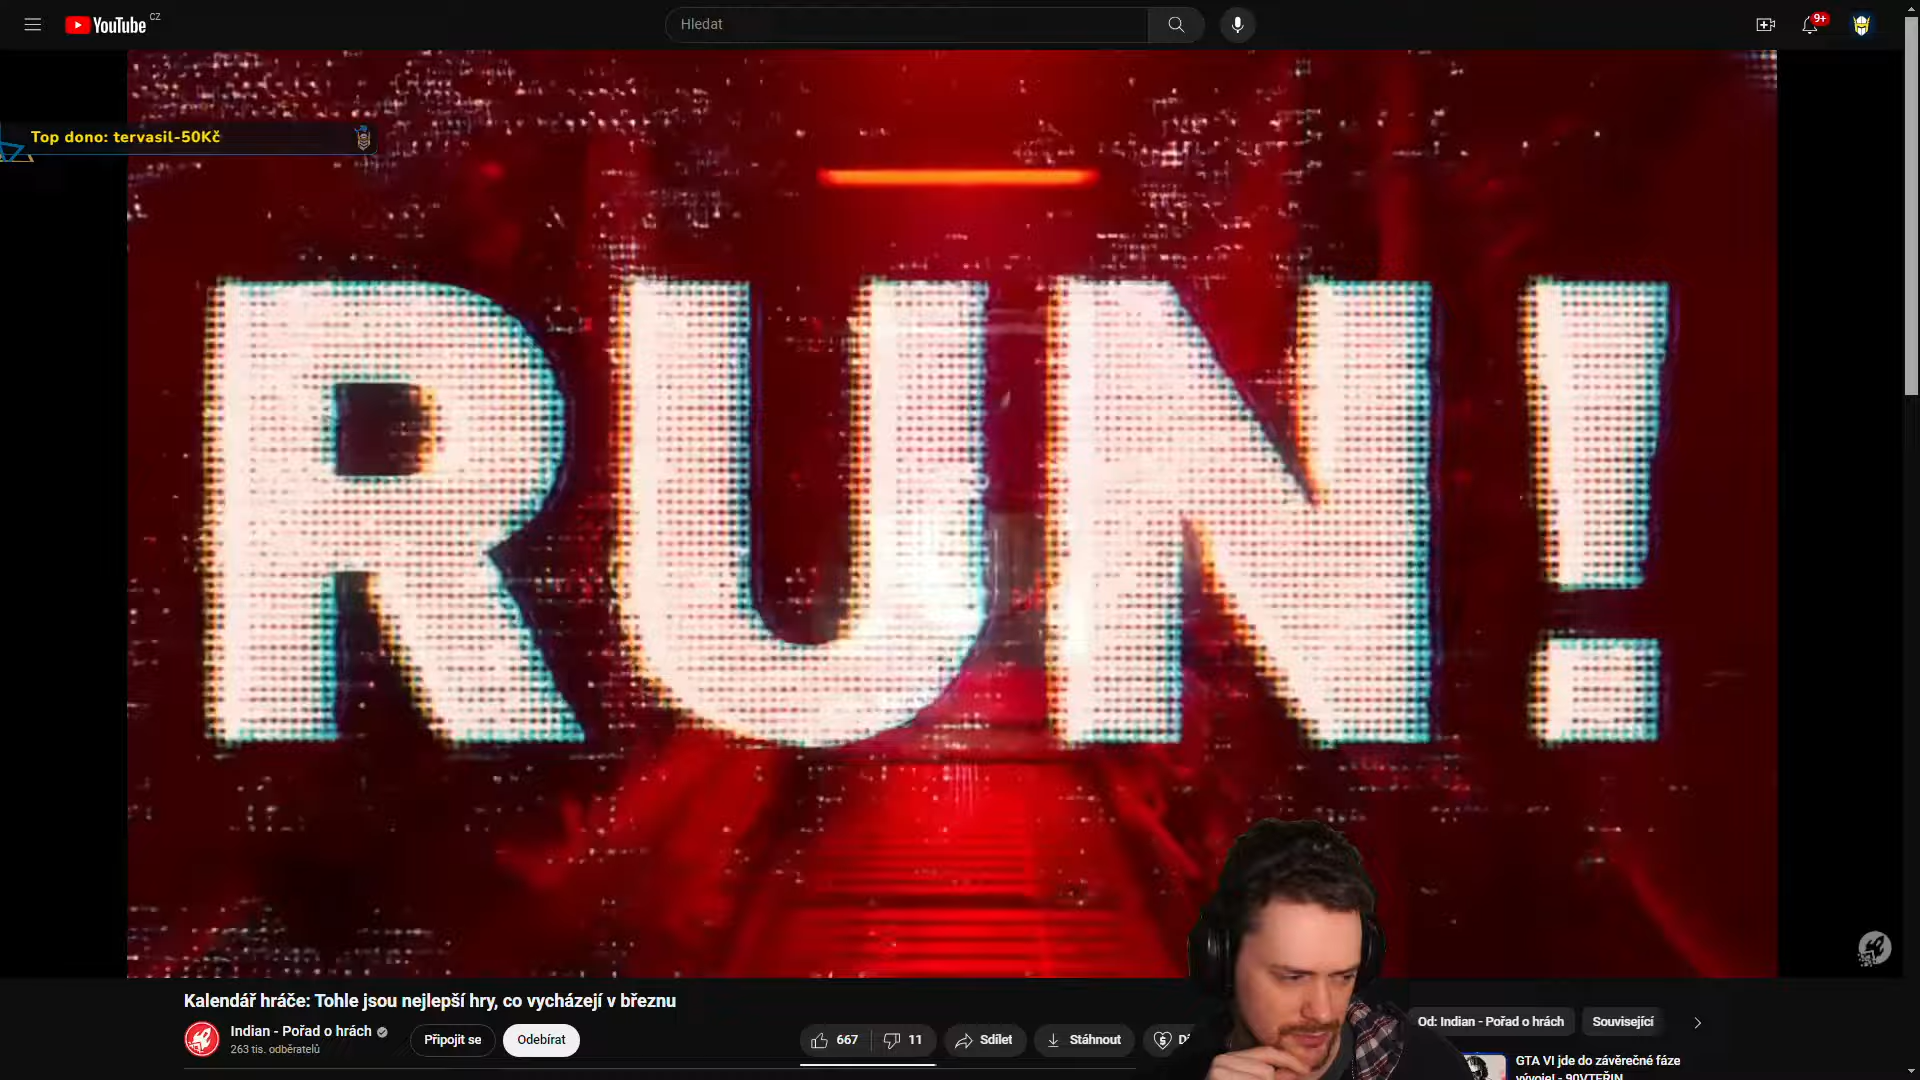 YouTube CZ
Hledat
9+
Top dono: tervasil-50Kč
RUN!
Kalendář hráče: Tohle jsou nejlepší hry, co vycházejí v březnu
Indian - Pořad o hrách
263 tis. odběratelů
Připojit se
Odebírat
667
11
Sdílet
Stáhnout
Od: Indian - Pořad o hrách
Související
GTA VI jde do závěrečné fáze
vývoje! - 90VTEŘIN